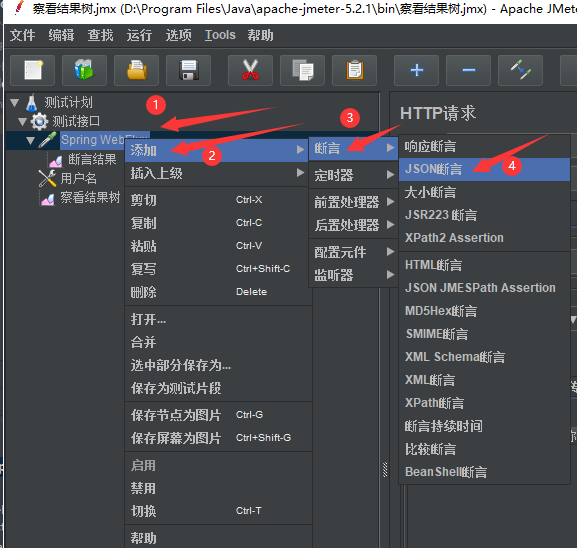 察看结果树.jmx (D:\Program Files\Java\apache-jmeter-5.2.1\bin\察看结果树.jmx) - Apache JMe
文件 编辑 查找 运行 选项 Tools 帮助
测试计划
测试接口
Spring
断言结果
用户名
察看结果树
1
2
3
4
HTTP请求
添加
插入上级
剪切 Ctrl-X
复制 Ctrl-C
粘贴 Ctrl-V
复写 Ctrl+Shift-C
删除 Delete
打开...
合并
选中部分保存为...
保存为测试片段
保存节点为图片 Ctrl-G
保存屏幕为图片 Ctrl+Shift-G
启用
禁用
切换 Ctrl-T
帮助
断言
定时器
前置处理器
后置处理器
配置元件
监听器
响应断言
JSON断言
大小断言
JSR223 断言
XPath2 Assertion
HTML断言
JSON JMESPath Assertion
MD5Hex断言
SMIME断言
XML Schema断言
XML断言
XPath断言
断言持续时间
比较断言
BeanShell断言